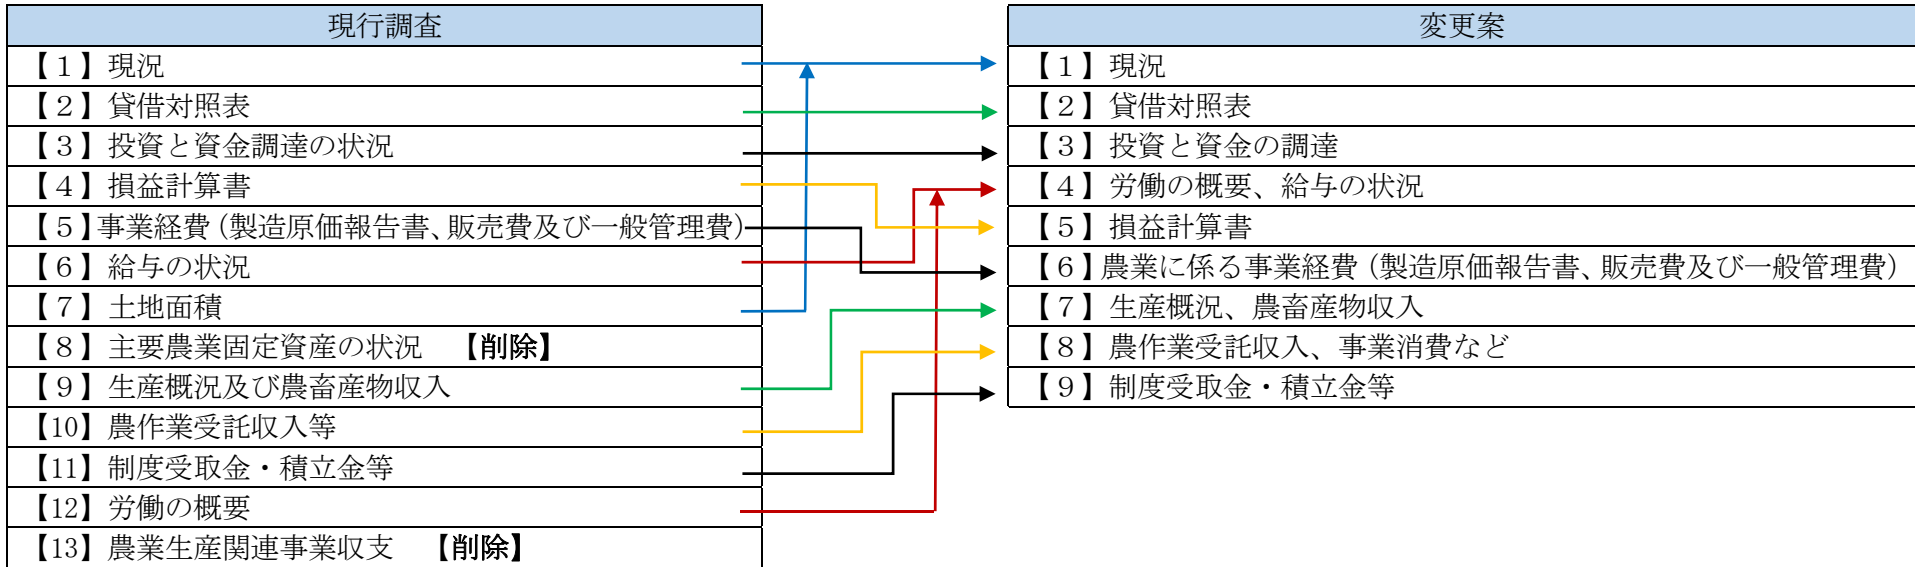 現行調査
【１】現況
【２】貸借対照表
【３】投資と資金調達の状況
【４】損益計算書
【５】事業経費（製造原価報告書、販売費及び一般管理費）
【６】給与の状況
【７】土地面積
【８】主要農業固定資産の状況　【削除】
【９】生産概況及び農畜産物収入
【10】農作業受託収入等
【11】制度受取金・積立金等
【12】労働の概要
【13】農業生産関連事業収支　【削除】
変更案
【１】現況
【２】貸借対照表
【３】投資と資金の調達
【４】労働の概要、給与の状況
【５】損益計算書
【６】農業に係る事業経費（製造原価報告書、販売費及び一般管理費）
【７】生産概況、農畜産物収入
【８】農作業受託収入、事業消費など
【９】制度受取金・積立金等